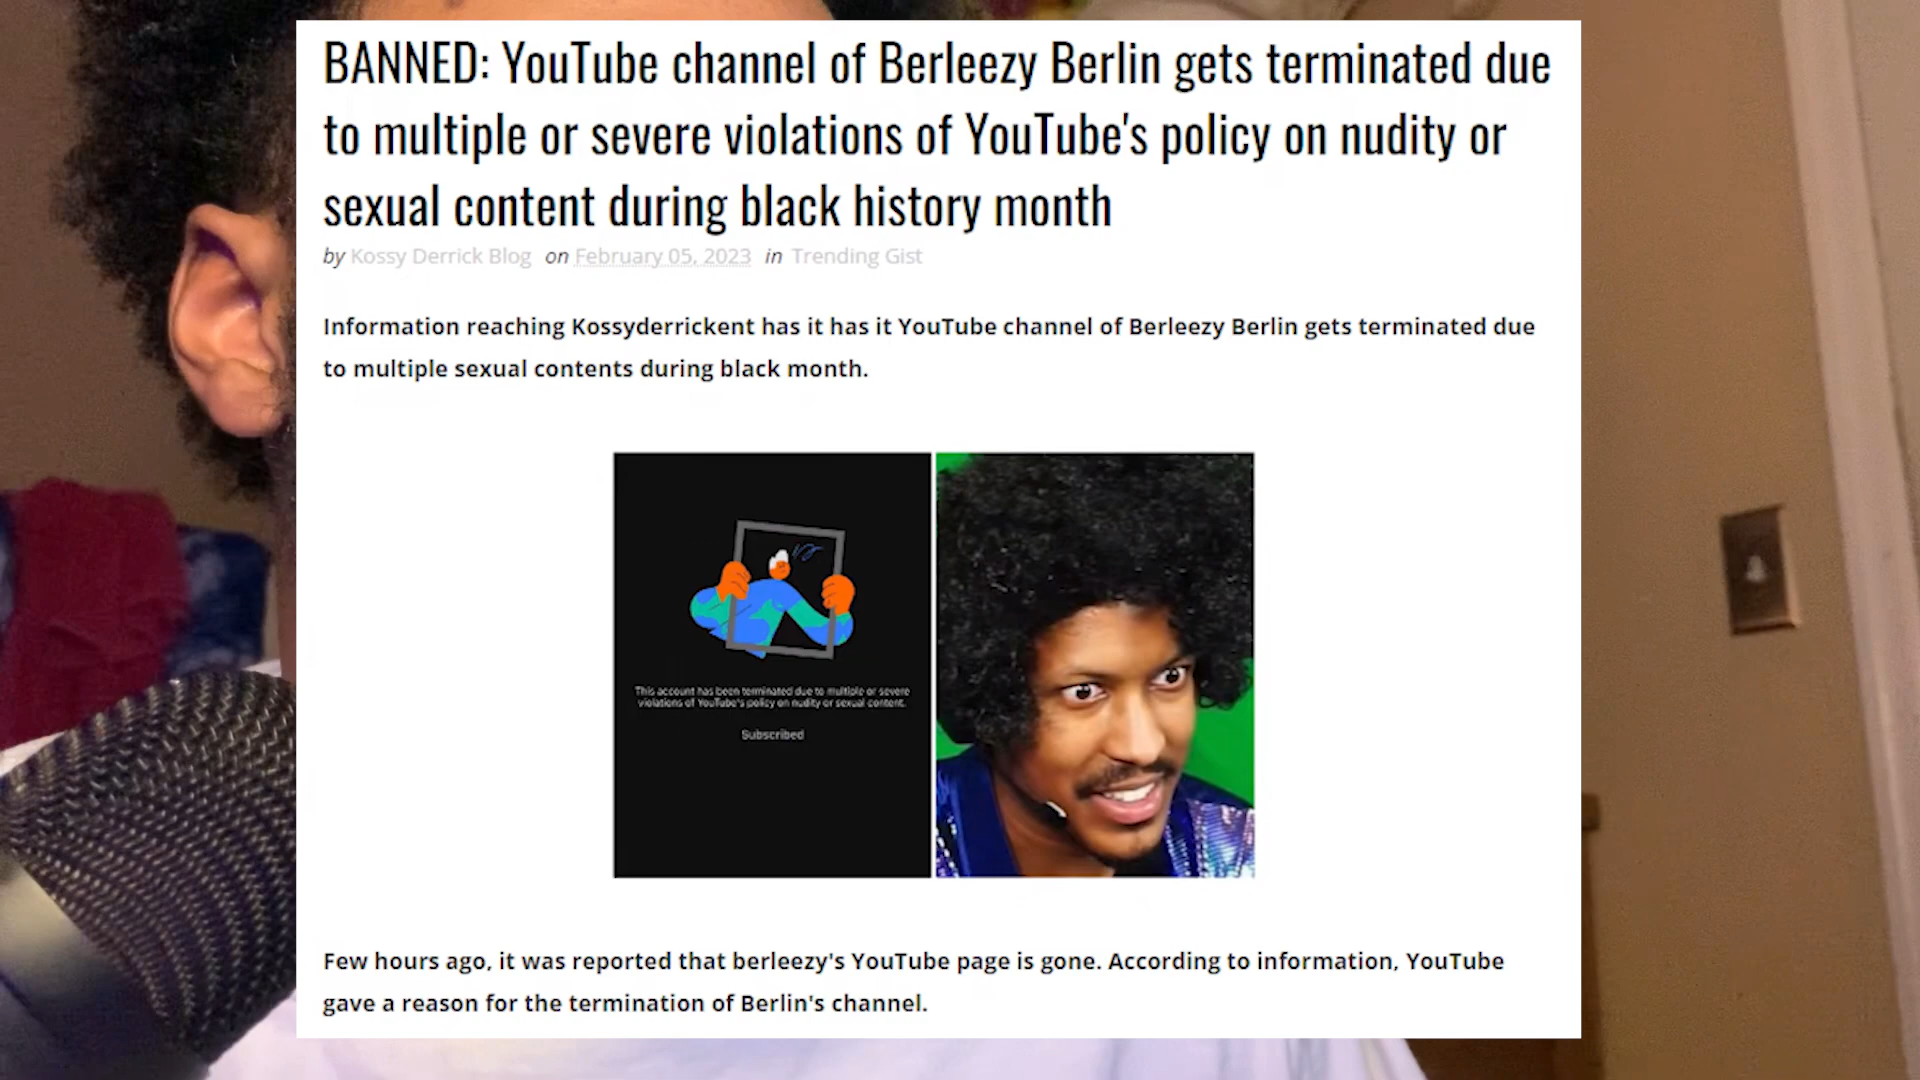 BANNED: YouTube channel of Berleezy Berlin gets terminated due
to multiple or severe violations of YouTube's policy on nudity or
sexual content during black history month
by Kossy Derrick Blog on February 05, 2023 in Trending Gist
Information reaching Kossyderrickent has it has it YouTube channel of Berleezy Berlin gets terminated due
to multiple sexual contents during black month.
This account has been terminated due to multiple or severe
violations of YouTube's policy on nudity or sexual content.
Subscribed
Few hours ago, it was reported that berleezy's YouTube page is gone. According to information, YouTube
gave a reason for the termination of Berlin's channel.